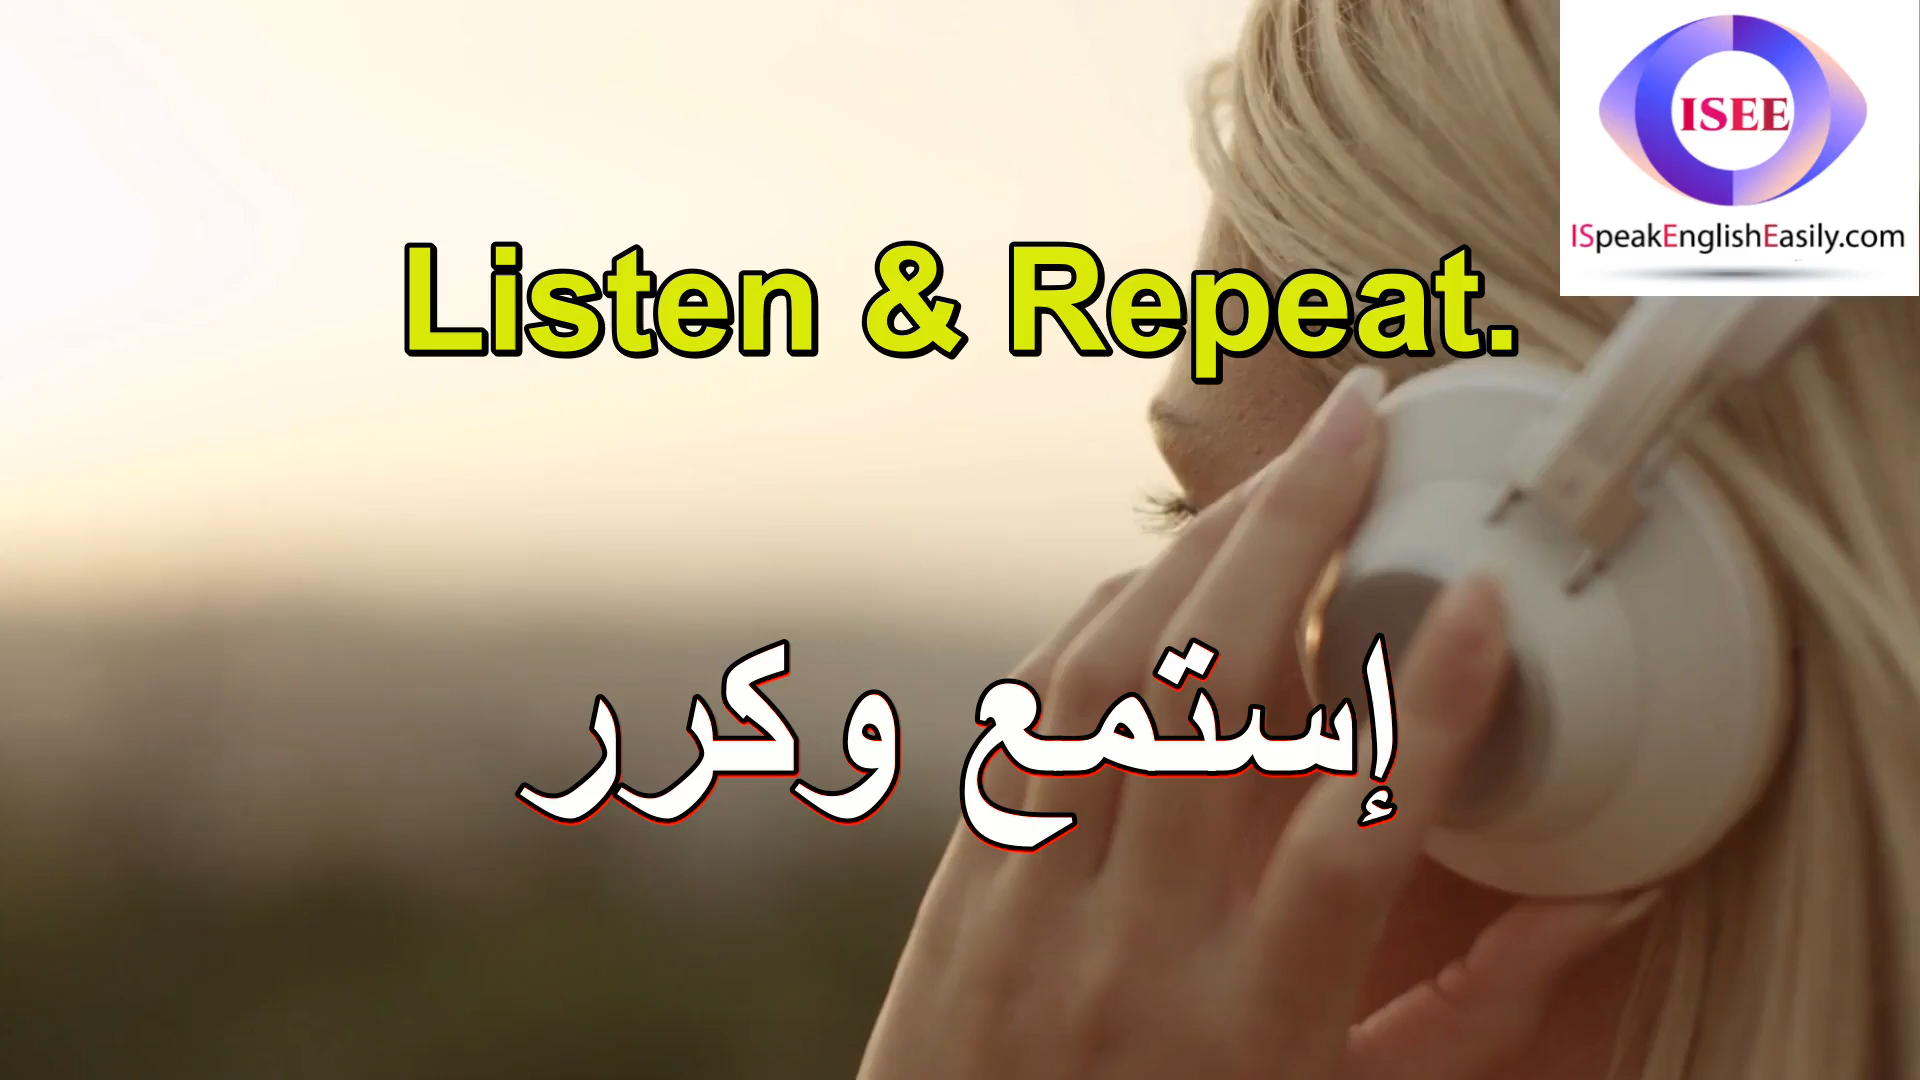 ISEE
ISpeakEnglishEasily.com
Listen & Repeat.
إستمع وكرر